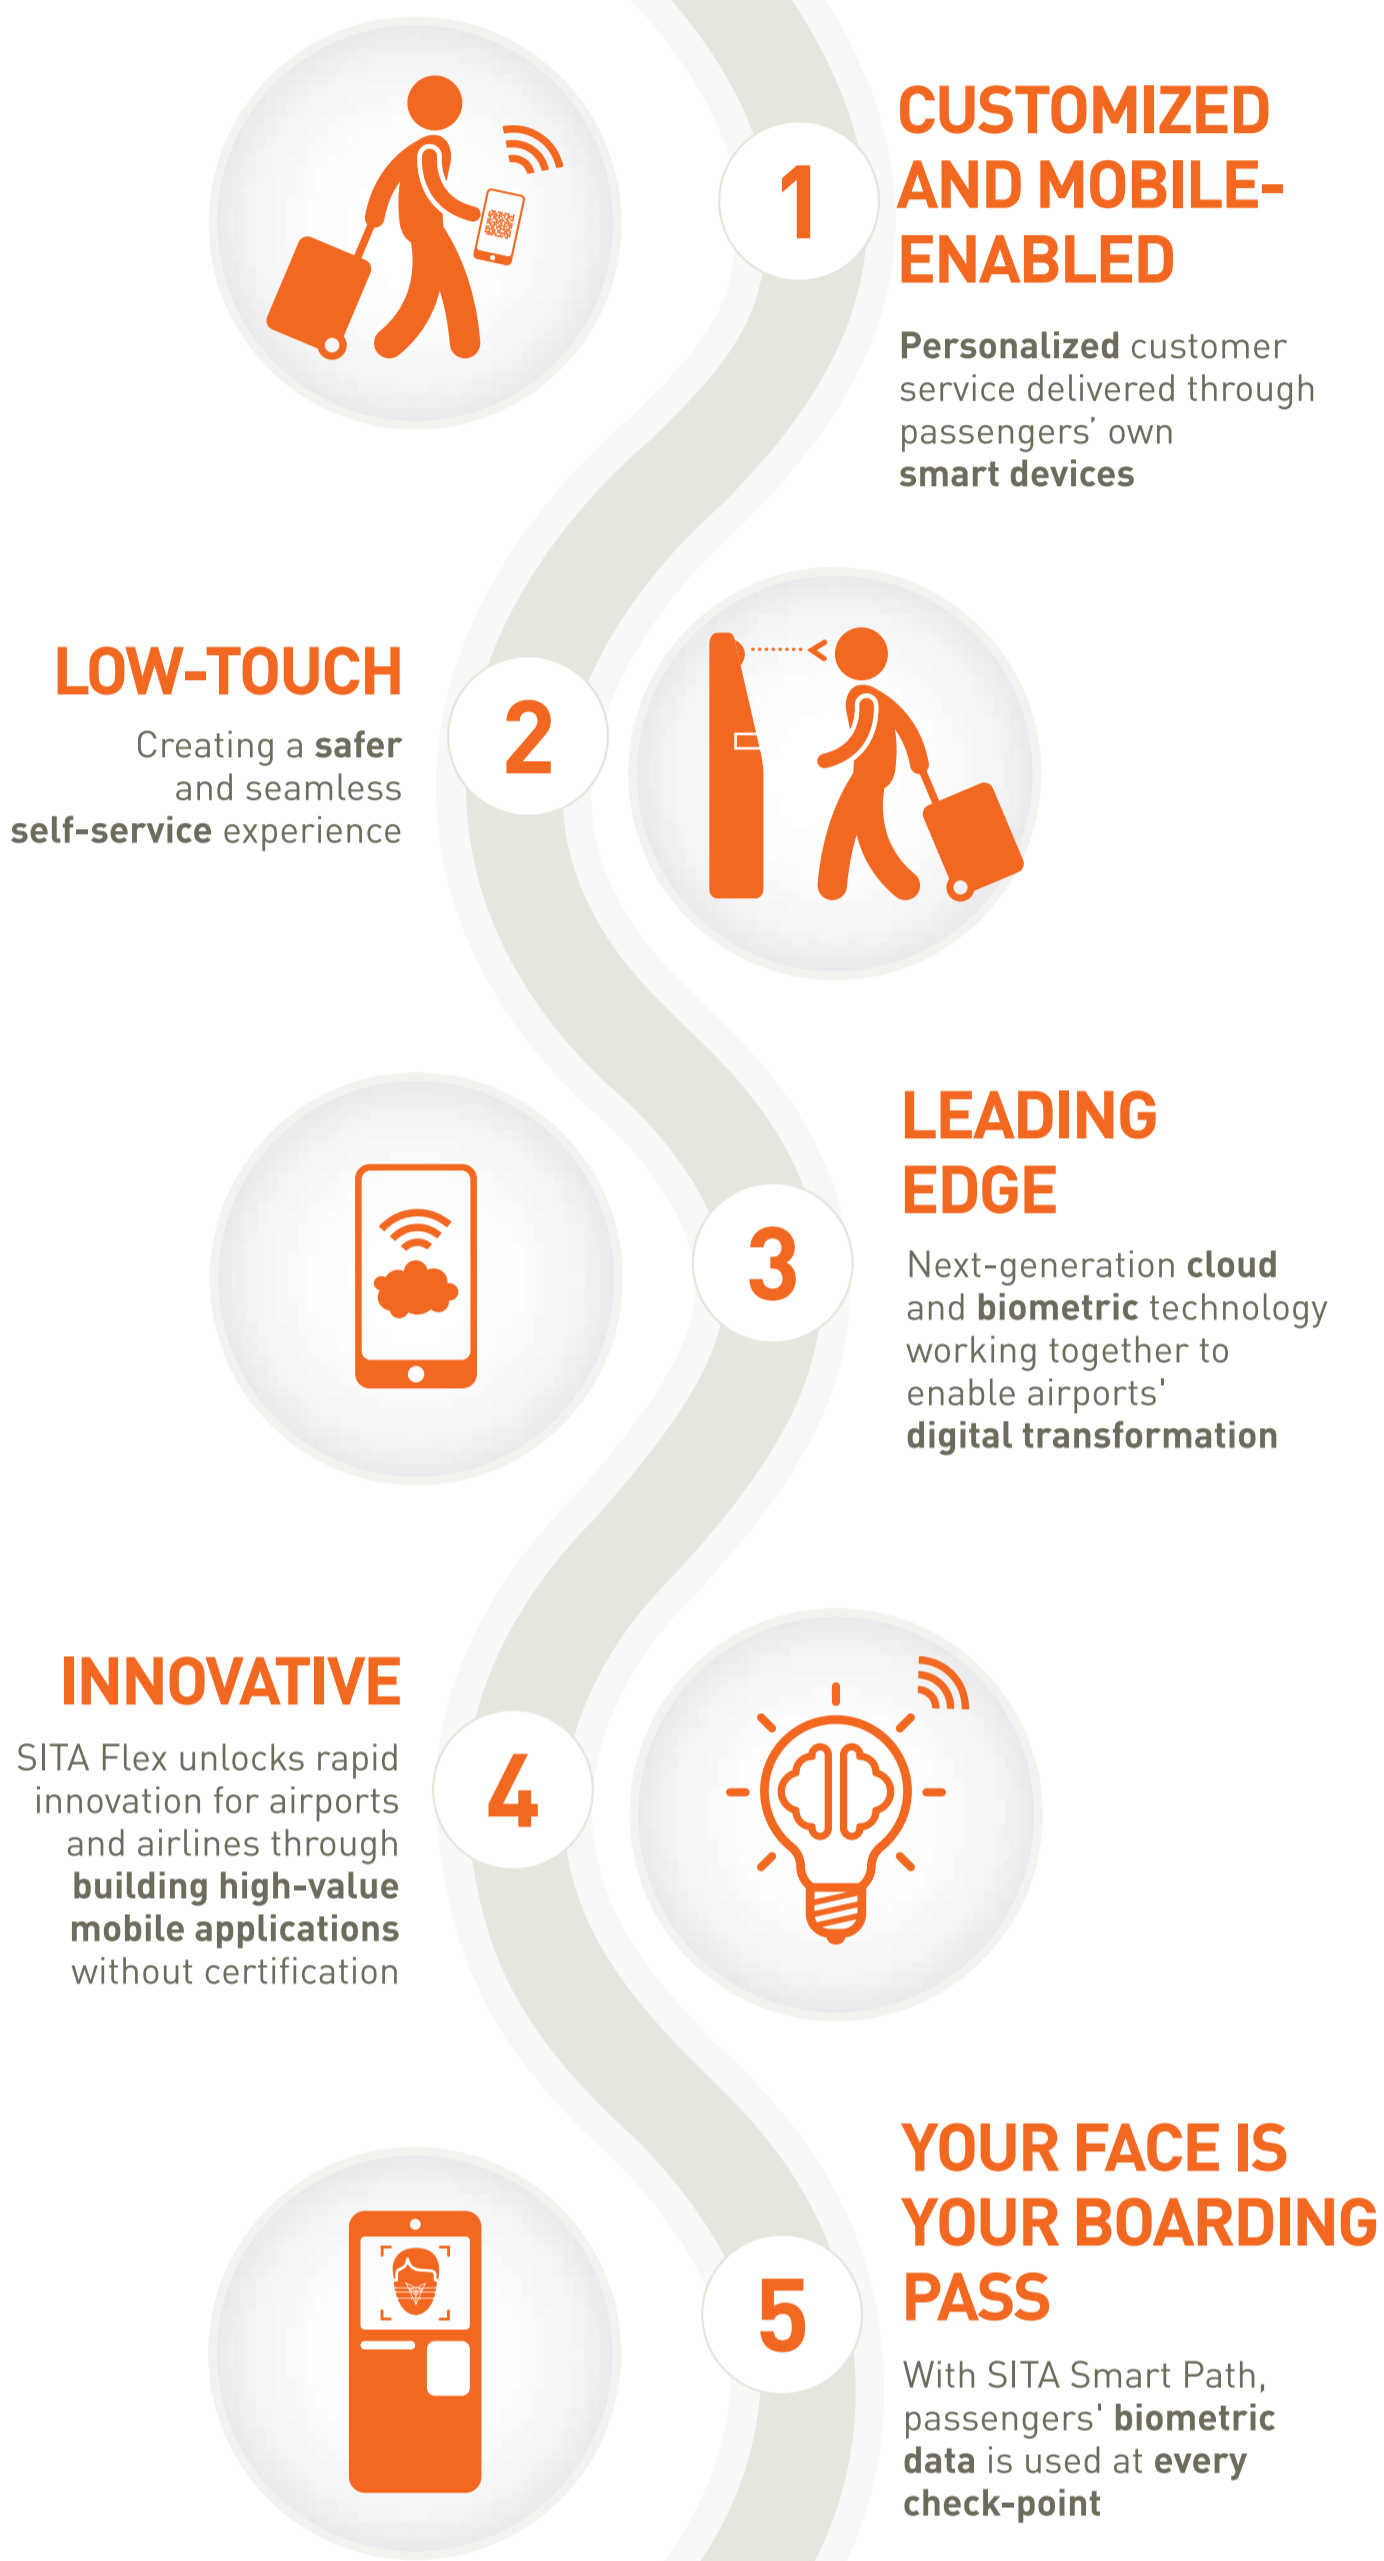 1
CUSTOMIZED
AND MOBILE-
ENABLED
Personalized customer
service delivered through
passengers’ own
smart devices
LOW-TOUCH
Creating a safer
and seamless
self-service experience
2
3
LEADING
EDGE
Next-generation cloud
and biometric technology
working together to
enable airports'
digital transformation
INNOVATIVE
SITA Flex unlocks rapid
innovation for airports
and airlines through
building high-value
mobile applications
without certification
4
5
YOUR FACE IS
YOUR BOARDING
PASS
With SITA Smart Path,
passengers' biometric
data is used at every
check-point